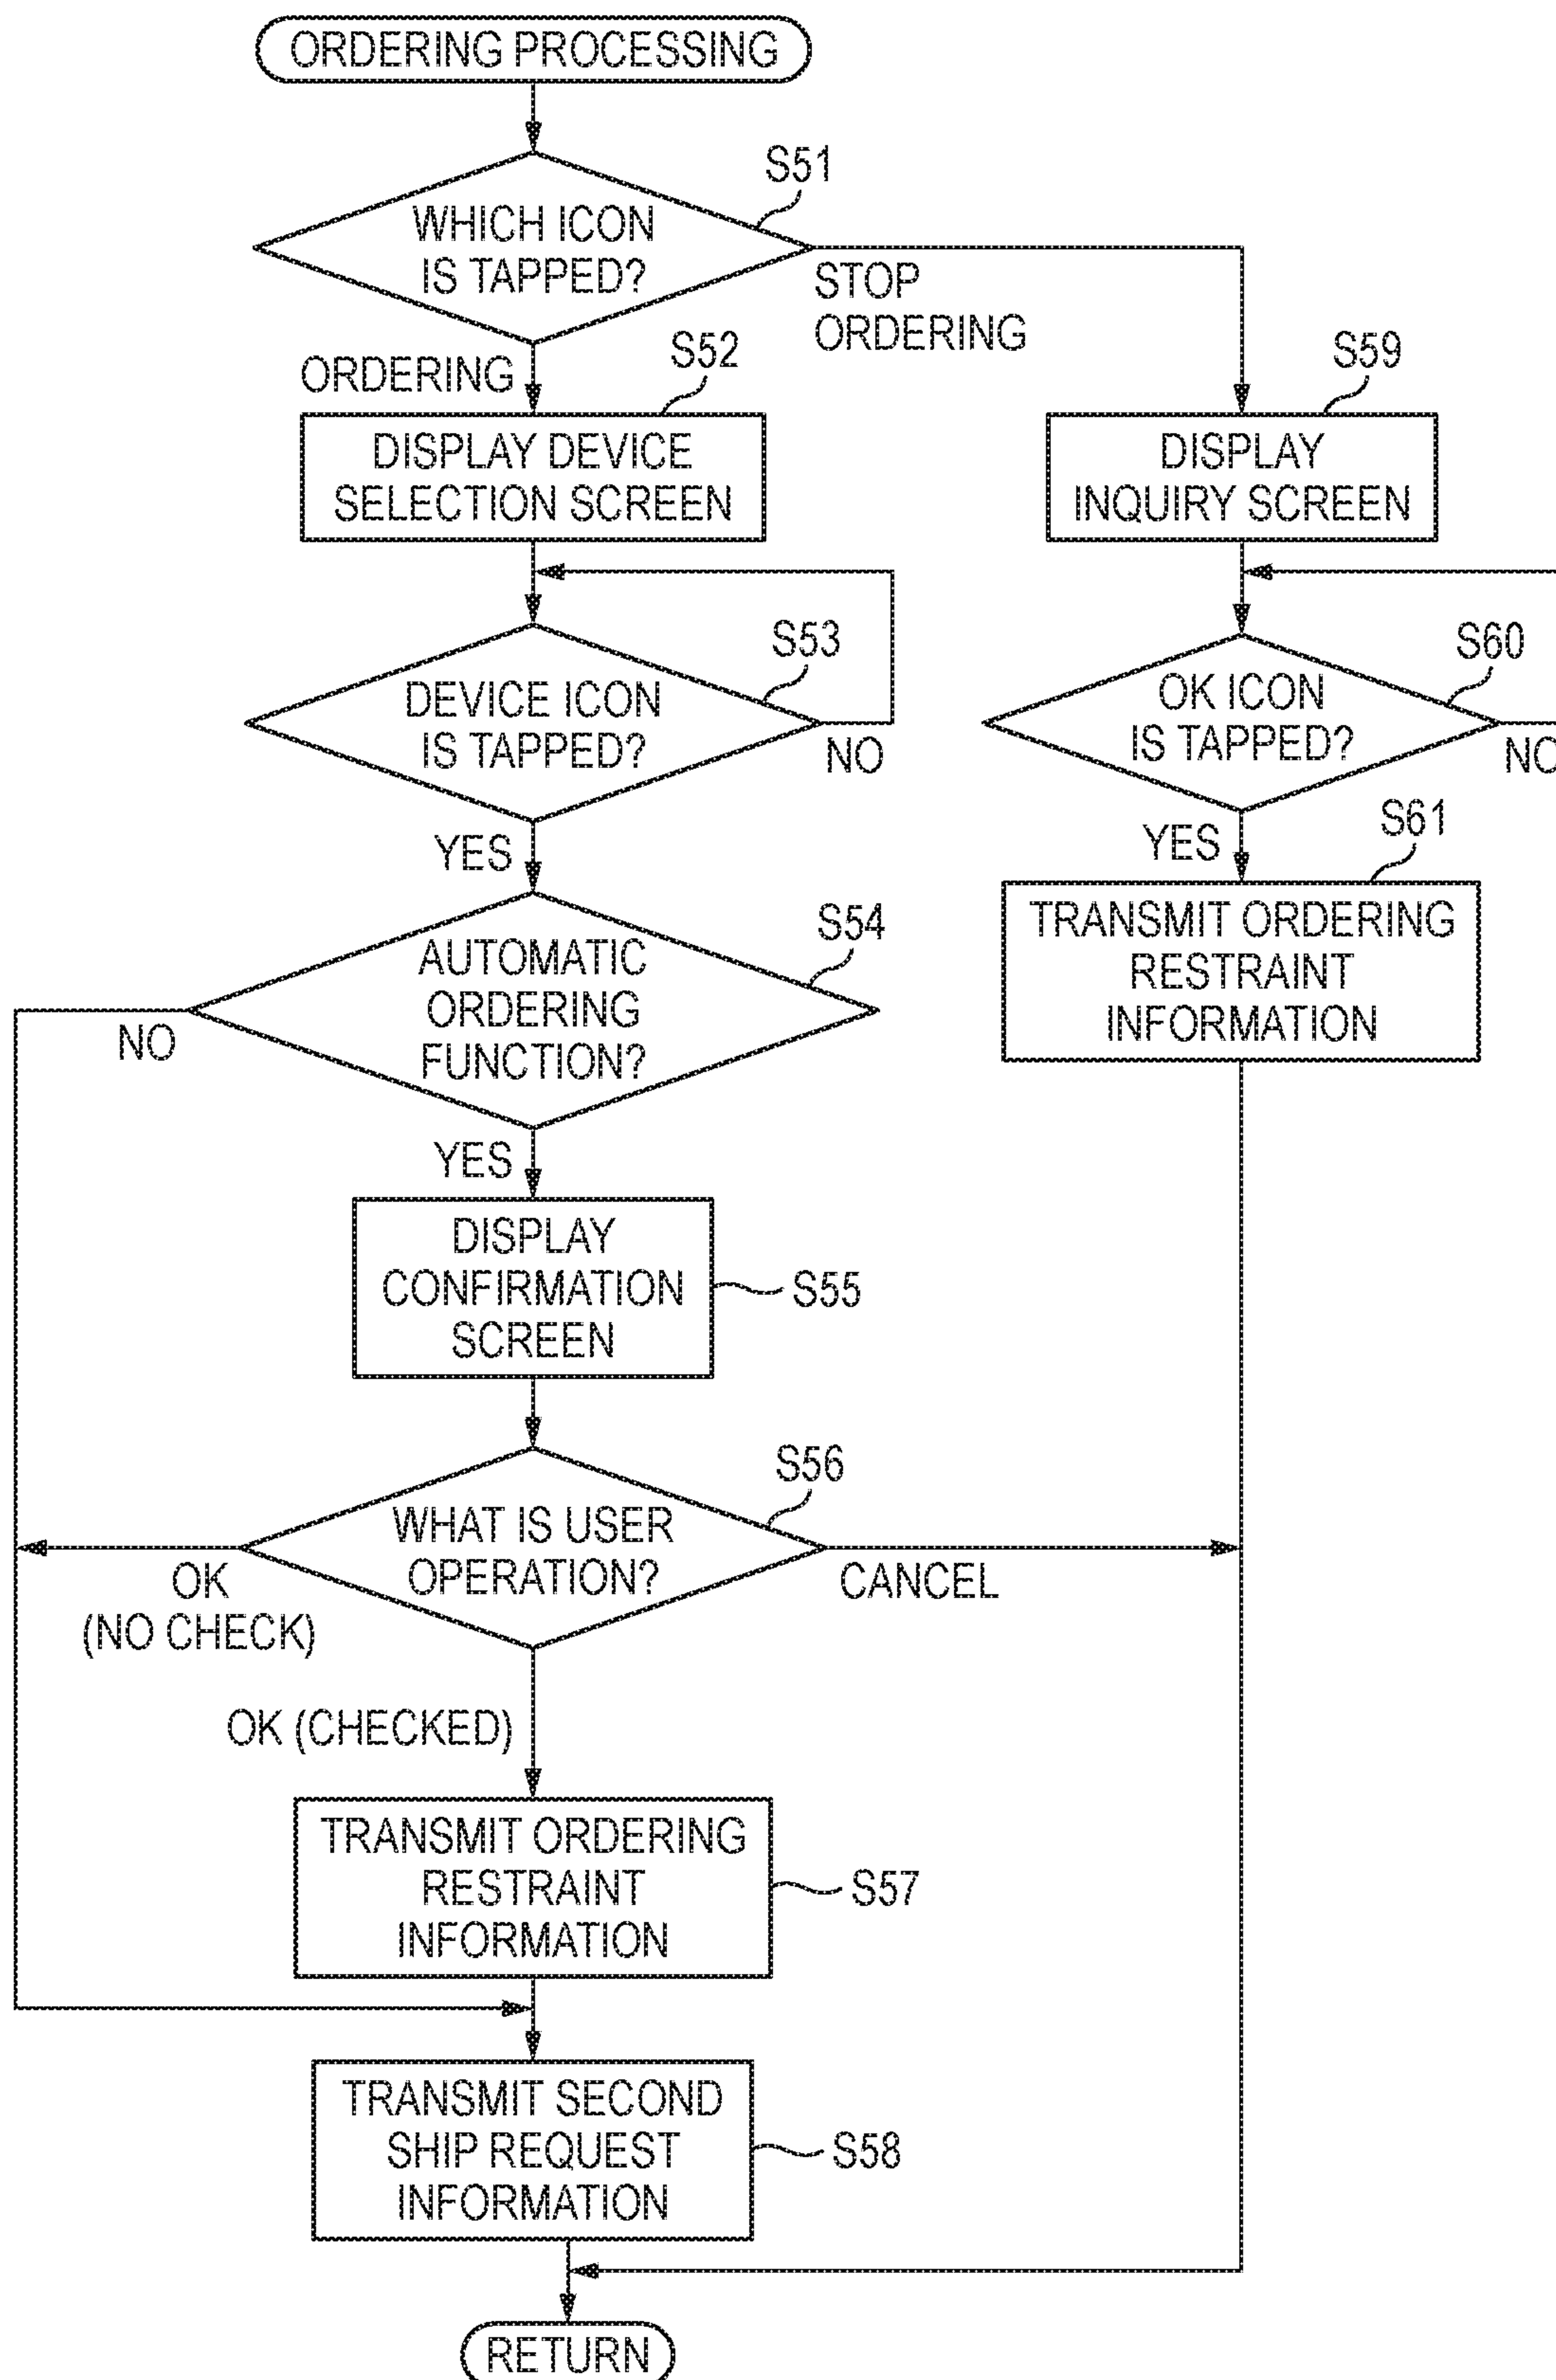 ORDERING PROCESSING
S51
WHICH ICON
IS TAPPED?
STOP
ORDERING
ORDERING
S52
DISPLAY DEVICE
SELECTION SCREEN
S59
DISPLAY
INQUIRY SCREEN
S53
DEVICE ICON
IS TAPPED?
NO
S60
OK ICON
IS TAPPED?
NO
YES
YES
S61
TRANSMIT ORDERING
RESTRAINT
INFORMATION
S54
AUTOMATIC
ORDERING
FUNCTION?
NO
YES
DISPLAY
CONFIRMATION
SCREEN
S55
S56
WHAT IS USER
OPERATION?
OK
(NO CHECK)
CANCEL
OK (CHECKED)
TRANSMIT ORDERING
RESTRAINT
INFORMATION
S57
TRANSMIT SECOND
SHIP REQUEST
INFORMATION
S58
RETURN